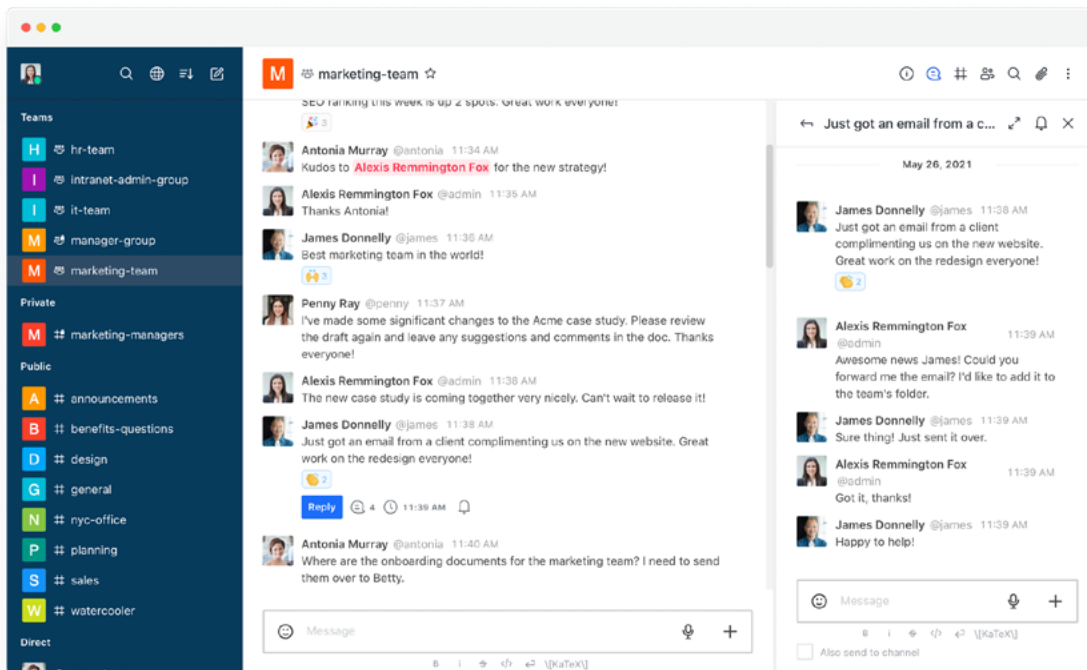 Teams
H hr-team
I intranet-admin-group
I it-team
M manager-group
M marketing-team
Private
M # marketing-managers
Public
A # announcements
B # benefits-questions
D # design
G # general
N # nyc-office
P # planning
S # sales
W # watercooler
Direct
M marketing-team
SEO ranking this week is up 2 spots. Great work everyone!
3
Antonia Murray @antonia 11:34 AM
Kudos to Alexis Remmington Fox for the new strategy!
Alexis Remmington Fox @admin 11:35 AM
Thanks Antonia!
James Donnelly @james 11:36 AM
Best marketing team in the world!
3
Penny Ray @penny 11:37 AM
I've made some significant changes to the Acme case study. Please review
the draft again and leave any suggestions and comments in the doc. Thanks
everyone!
Alexis Remmington Fox @admin 11:38 AM
The new case study is coming together very nicely. Can't wait to release it!
James Donnelly @james 11:38 AM
Just got an email from a client complimenting us on the new website. Great
work on the redesign everyone!
2
Reply 4 11:39 AM
Antonia Murray @antonia 11:40 AM
Where are the onboarding documents for the marketing team? I need to send
them over to Betty.
Message
B i S </> \[KaTeX\]
Just got an email from a c...
May 26, 2021
James Donnelly @james 11:38 AM
Just got an email from a client
complimenting us on the new website.
Great work on the redesign everyone!
2
Alexis Remmington Fox
@admin 11:39 AM
Awesome news James! Could you
forward me the email? I'd like to add it to
the team's folder.
James Donnelly @james 11:39 AM
Sure thing! Just sent it over.
Alexis Remmington Fox
@admin 11:39 AM
Got it, thanks!
James Donnelly @james 11:39 AM
Happy to help!
Message
B i S </> \[KaTeX\]
Also send to channel